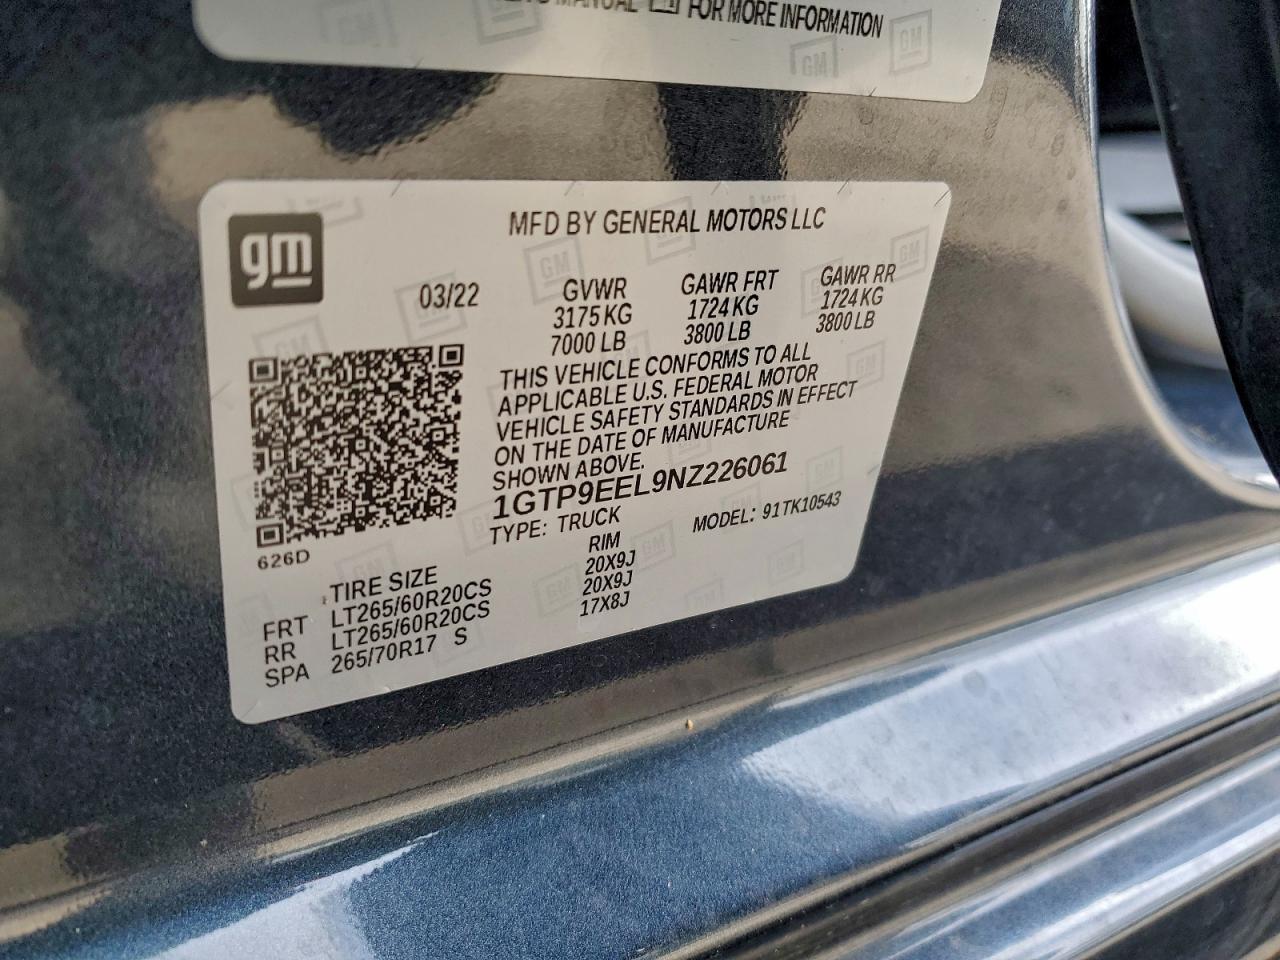 MANUAL FOR MORE INFORMATION
GM GM
gm
MFD BY GENERAL MOTORS LLC
03/22
GVWR GAWR FRT GAWR RR
3175 KG 1724 KG 1724 KG
7000 LB 3800 LB 3800 LB
THIS VEHICLE CONFORMS TO ALL
APPLICABLE U.S. FEDERAL MOTOR
VEHICLE SAFETY STANDARDS IN EFFECT
ON THE DATE OF MANUFACTURE
SHOWN ABOVE.
1GTP9EEL9NZ226061
TYPE: TRUCK MODEL: 91TK10543
626D
TIRE SIZE RIM
FRT LT265/60R20CS 20X9J
RR LT265/60R20CS 20X9J
SPA 265/70R17 S 17X8J